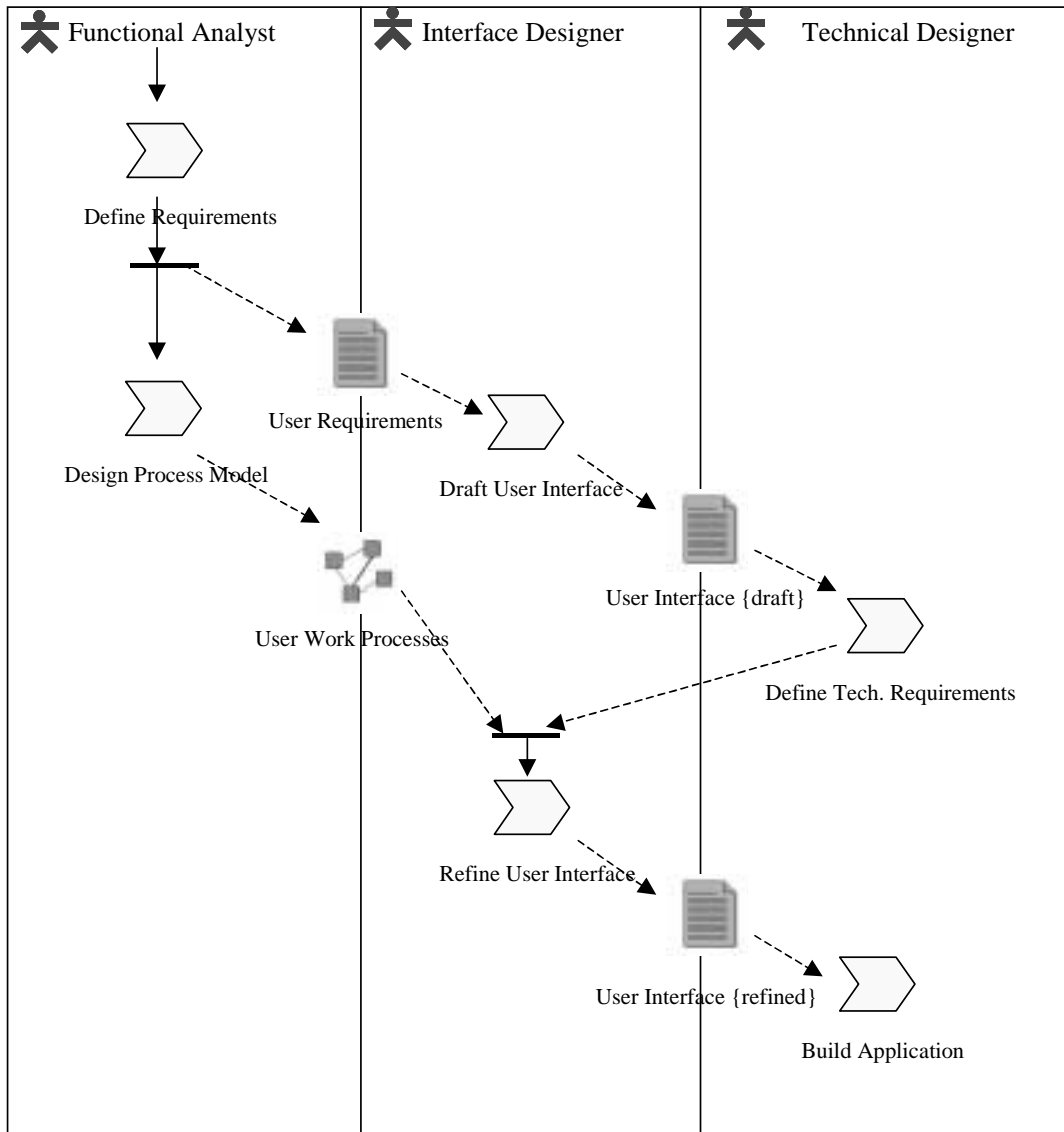 Functional Analyst
Interface Designer
Technical Designer
Define Requirements
User Requirements
Design Process Model
Draft User Interface
User Interface {draft}
User Work Processes
Define Tech. Requirements
Refine User Interface
User Interface {refined}
Build Application